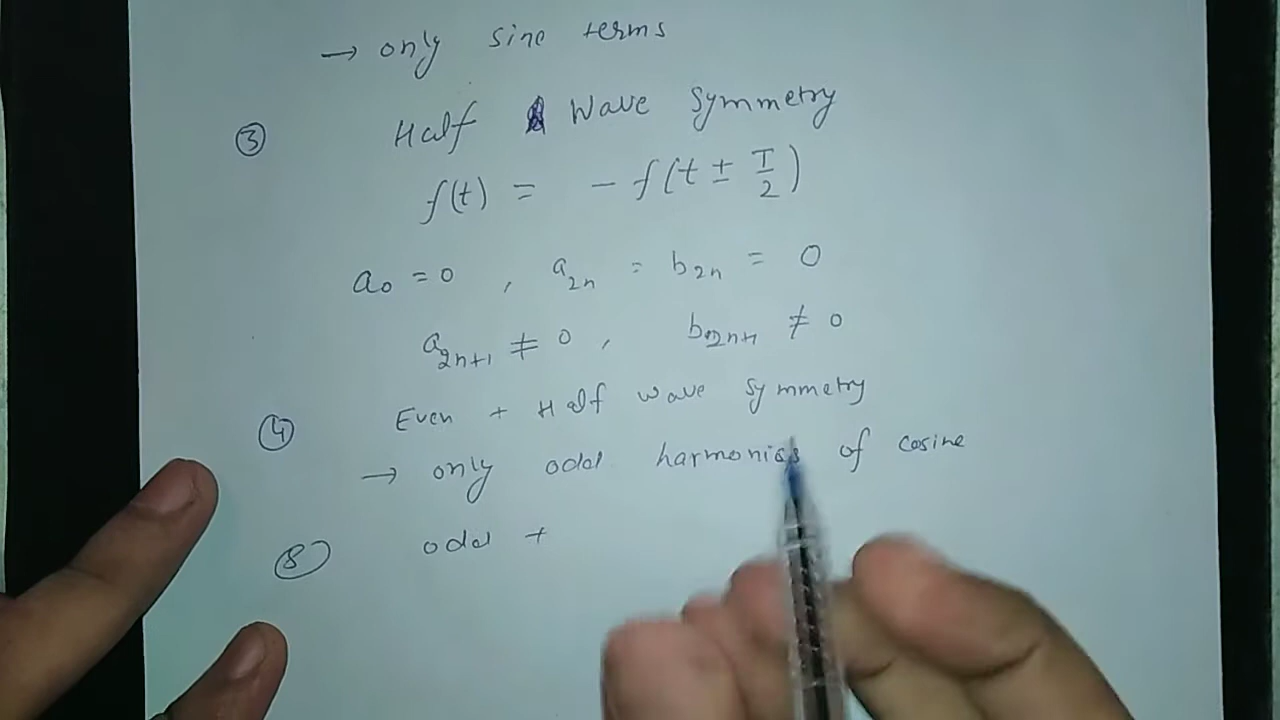 → only sine terms
③ Half Wave Symmetry
f(t) = - f(t ± T/2)
a₀ = 0 , a₂ₙ = b₂ₙ = 0
a₂ₙ₊₁ ≠ 0 , b₂ₙ₊₁ ≠ 0
④ Even + Half wave symmetry
→ only odd harmonics of cosine
⑧ odd +